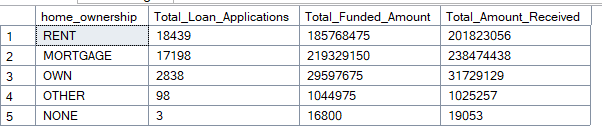 home_ownership Total_Loan_Applications Total_Funded_Amount Total_Amount_Received
1 RENT 18439 185768475 201823056
2 MORTGAGE 17198 219329150 238474438
3 OWN 2838 29597675 31729129
4 OTHER 98 1044975 1025257
5 NONE 3 16800 19053